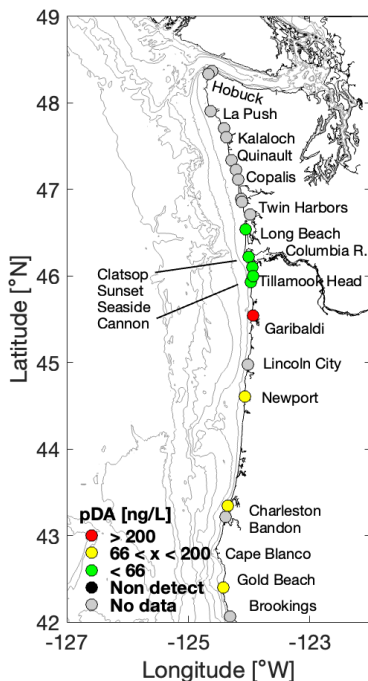 49
48
47
46
45
44
43
42
Latitude [°N]
Hobuck
La Push
Kalaloch
Quinault
Copalis
Twin Harbors
Long Beach
Columbia R.
Clatsop
Sunset
Seaside
Cannon
Tillamook Head
Garibaldi
Lincoln City
Newport
Charleston
Bandon
Cape Blanco
Gold Beach
Brookings
pDA [ng/L]
> 200
66 < x < 200
< 66
Non detect
No data
-127
-125
-123
Longitude [°W]